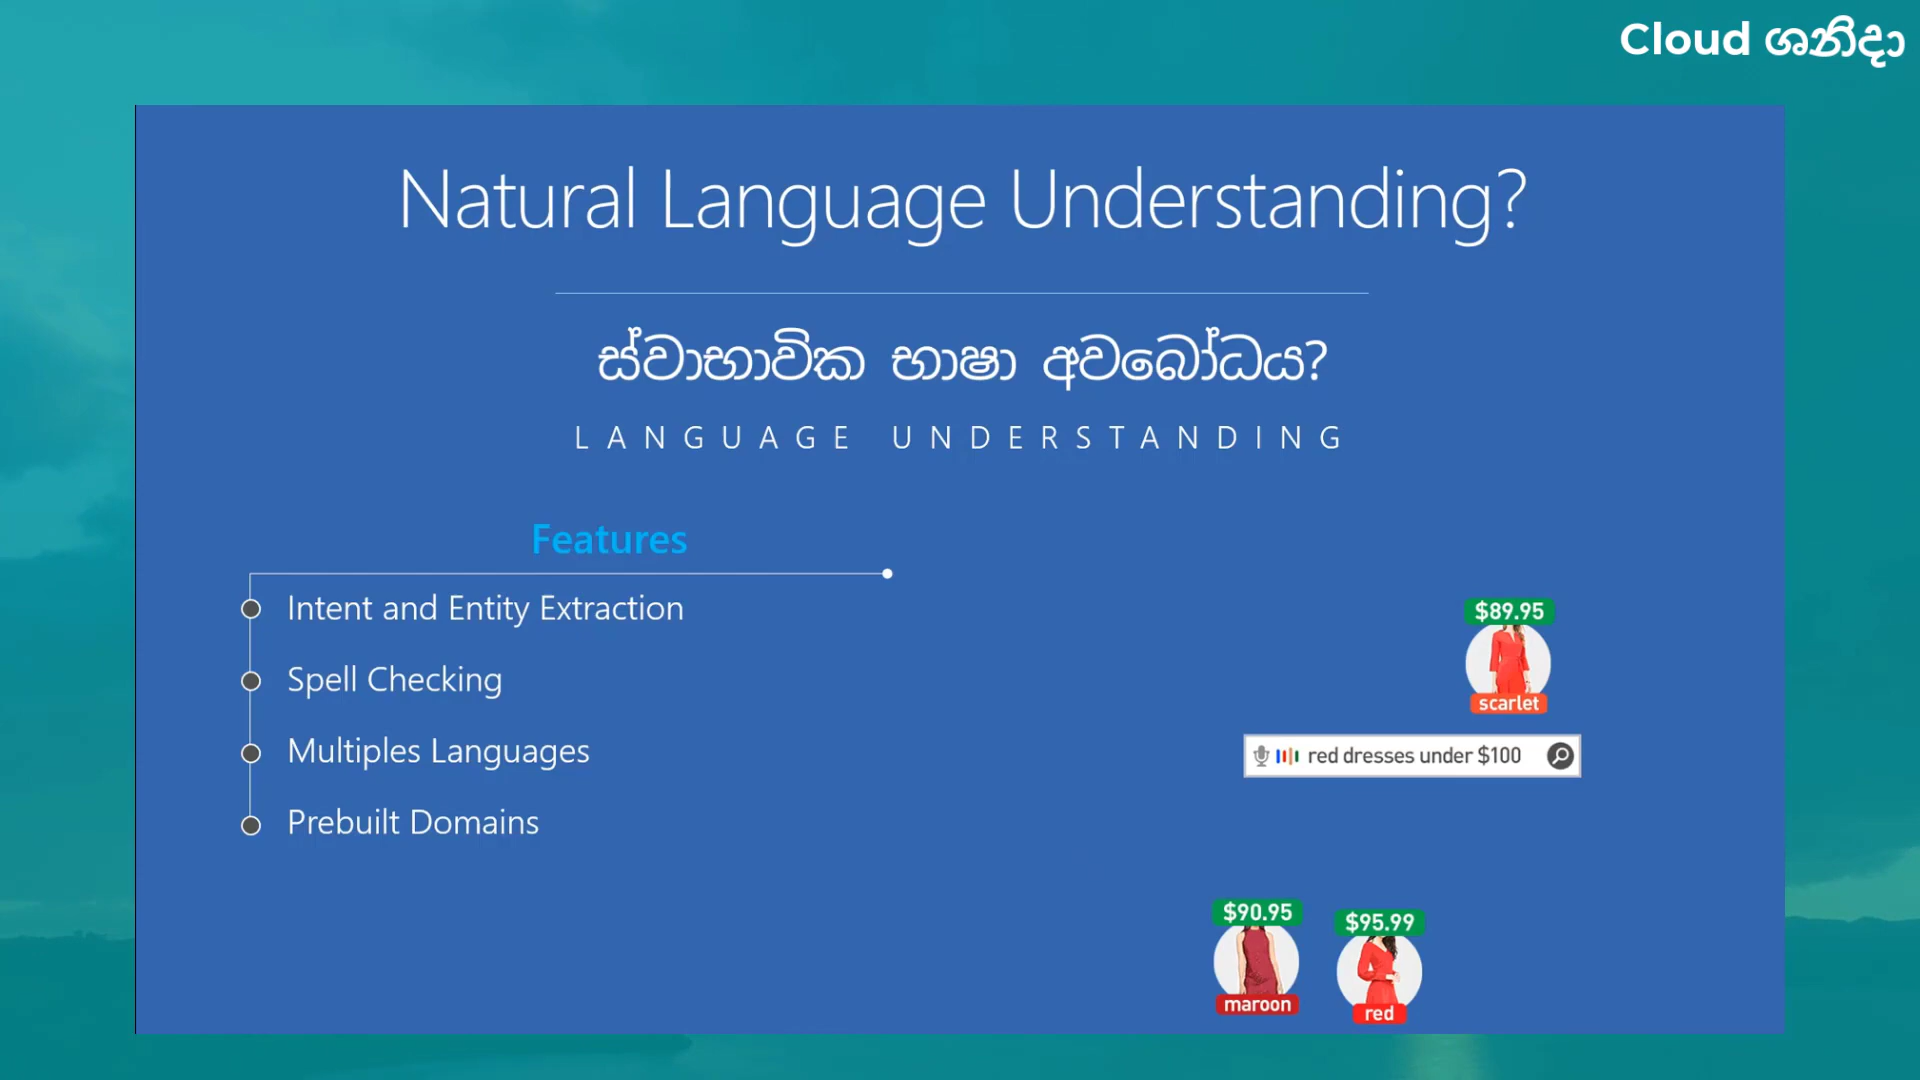 Cloud ශනිදා
Natural Language Understanding?
ස්වාභාවික භාෂා අවබෝධය?
LANGUAGE UNDERSTANDING
Features
Intent and Entity Extraction
Spell Checking
Multiples Languages
Prebuilt Domains
$89.95
scarlet
red dresses under $100
$90.95
maroon
$95.99
red